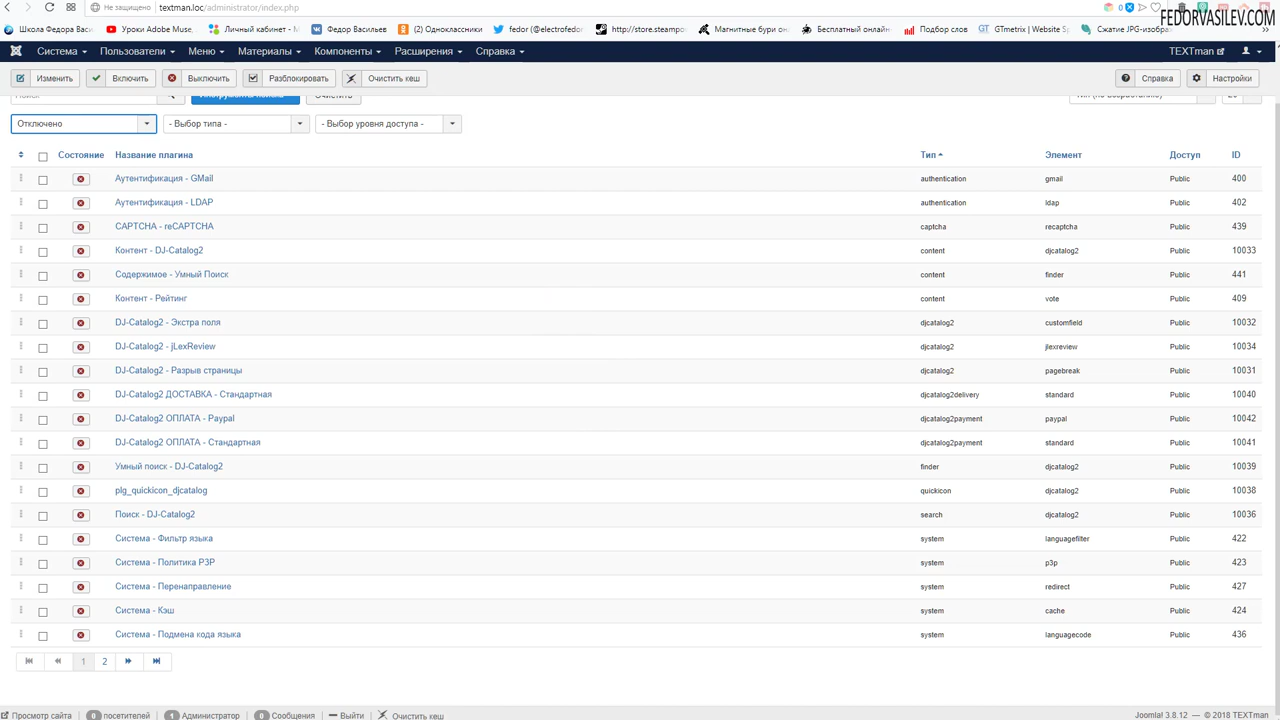 Не защищено textman.loc/administrator/index.php
FEDORVASILEV.COM
Школа Федора Васи. Уроки Adobe Muse, Личный кабинет - М Федор Васильев (2) Одноклассники fedor (@electrofedo http://store.steampo Магнитные бури он Бесплатный онлайн Подбор слов GTmetrix | Website Sp Сжатие JPG-изобра
Система Пользователи Меню Материалы Компоненты Расширения Справка TEXTman
Изменить Включить Выключить Разблокировать Очистить кеш Справка Настройки
Отключено - Выбор типа - - Выбор уровня доступа -
Состояние Название плагина Тип Элемент Доступ ID
Аутентификация - GMail authentication gmail Public 400
Аутентификация - LDAP authentication ldap Public 402
CAPTCHA - reCAPTCHA captcha recaptcha Public 439
Контент - DJ-Catalog2 content djcatalog2 Public 10033
Содержимое - Умный Поиск content finder Public 441
Контент - Рейтинг content vote Public 409
DJ-Catalog2 - Экстра поля djcatalog2 customfield Public 10032
DJ-Catalog2 - jLexReview djcatalog2 jlexreview Public 10034
DJ-Catalog2 - Разрыв страницы djcatalog2 pagebreak Public 10031
DJ-Catalog2 ДОСТАВКА - Стандартная djcatalog2delivery standard Public 10040
DJ-Catalog2 ОПЛАТА - Paypal djcatalog2payment paypal Public 10042
DJ-Catalog2 ОПЛАТА - Стандартная djcatalog2payment standard Public 10041
Умный поиск - DJ-Catalog2 finder djcatalog2 Public 10039
plg_quickicon_djcatalog quickicon djcatalog2 Public 10038
Поиск - DJ-Catalog2 search djcatalog2 Public 10036
Система - Фильтр языка system languagefilter Public 422
Система - Политика P3P system p3p Public 423
Система - Перенаправление system redirect Public 427
Система - Кэш system cache Public 424
Система - Подмена кода языка system languagecode Public 436
1 2
Просмотр сайта 0 посетителей 1 Администратор 0 Сообщения Выйти Очистить кеш Joomla! 3.8.12 — © 2018 TEXTman